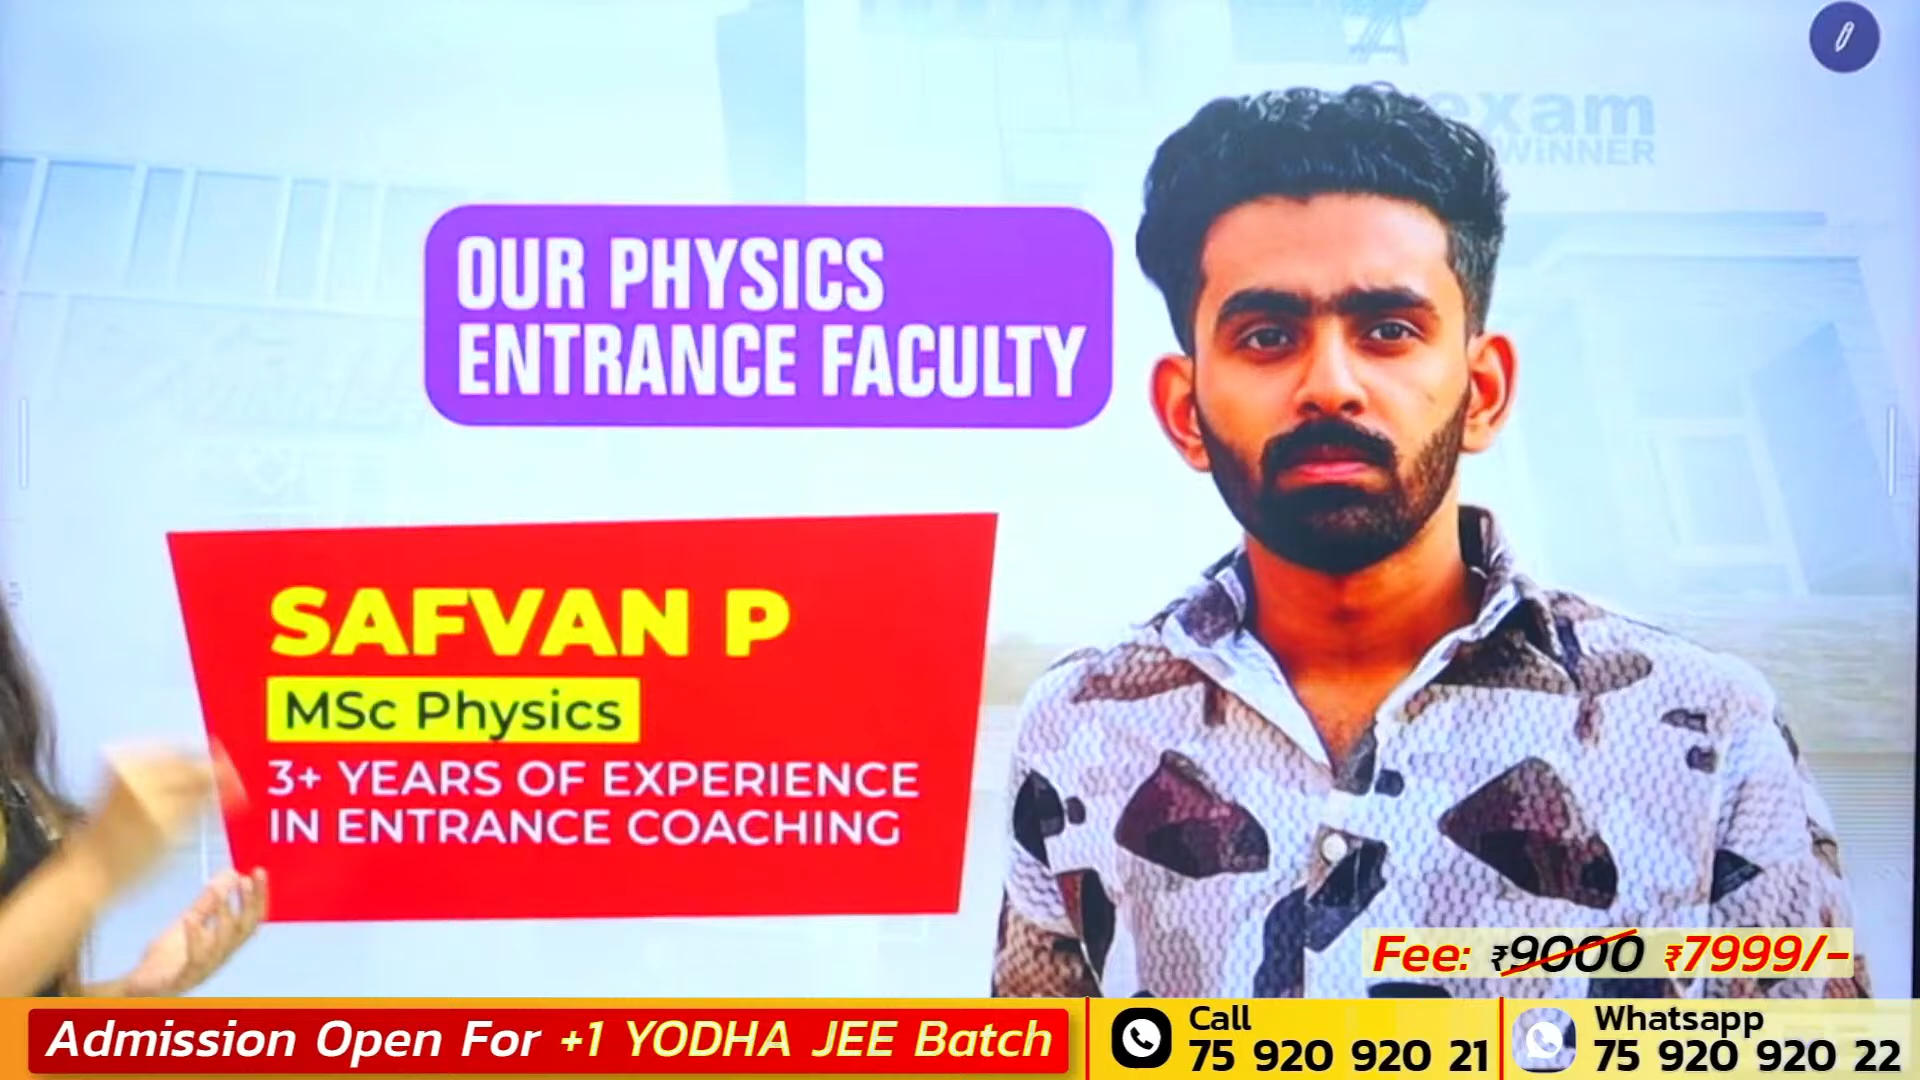 exam
WINNER
OUR PHYSICS
ENTRANCE FACULTY
SAFVAN P
MSc Physics
3+ YEARS OF EXPERIENCE
IN ENTRANCE COACHING
Fee: ₹9000 ₹7999/-
Admission Open For +1 YODHA JEE Batch
Call
75 920 920 21
Whatsapp
75 920 920 22